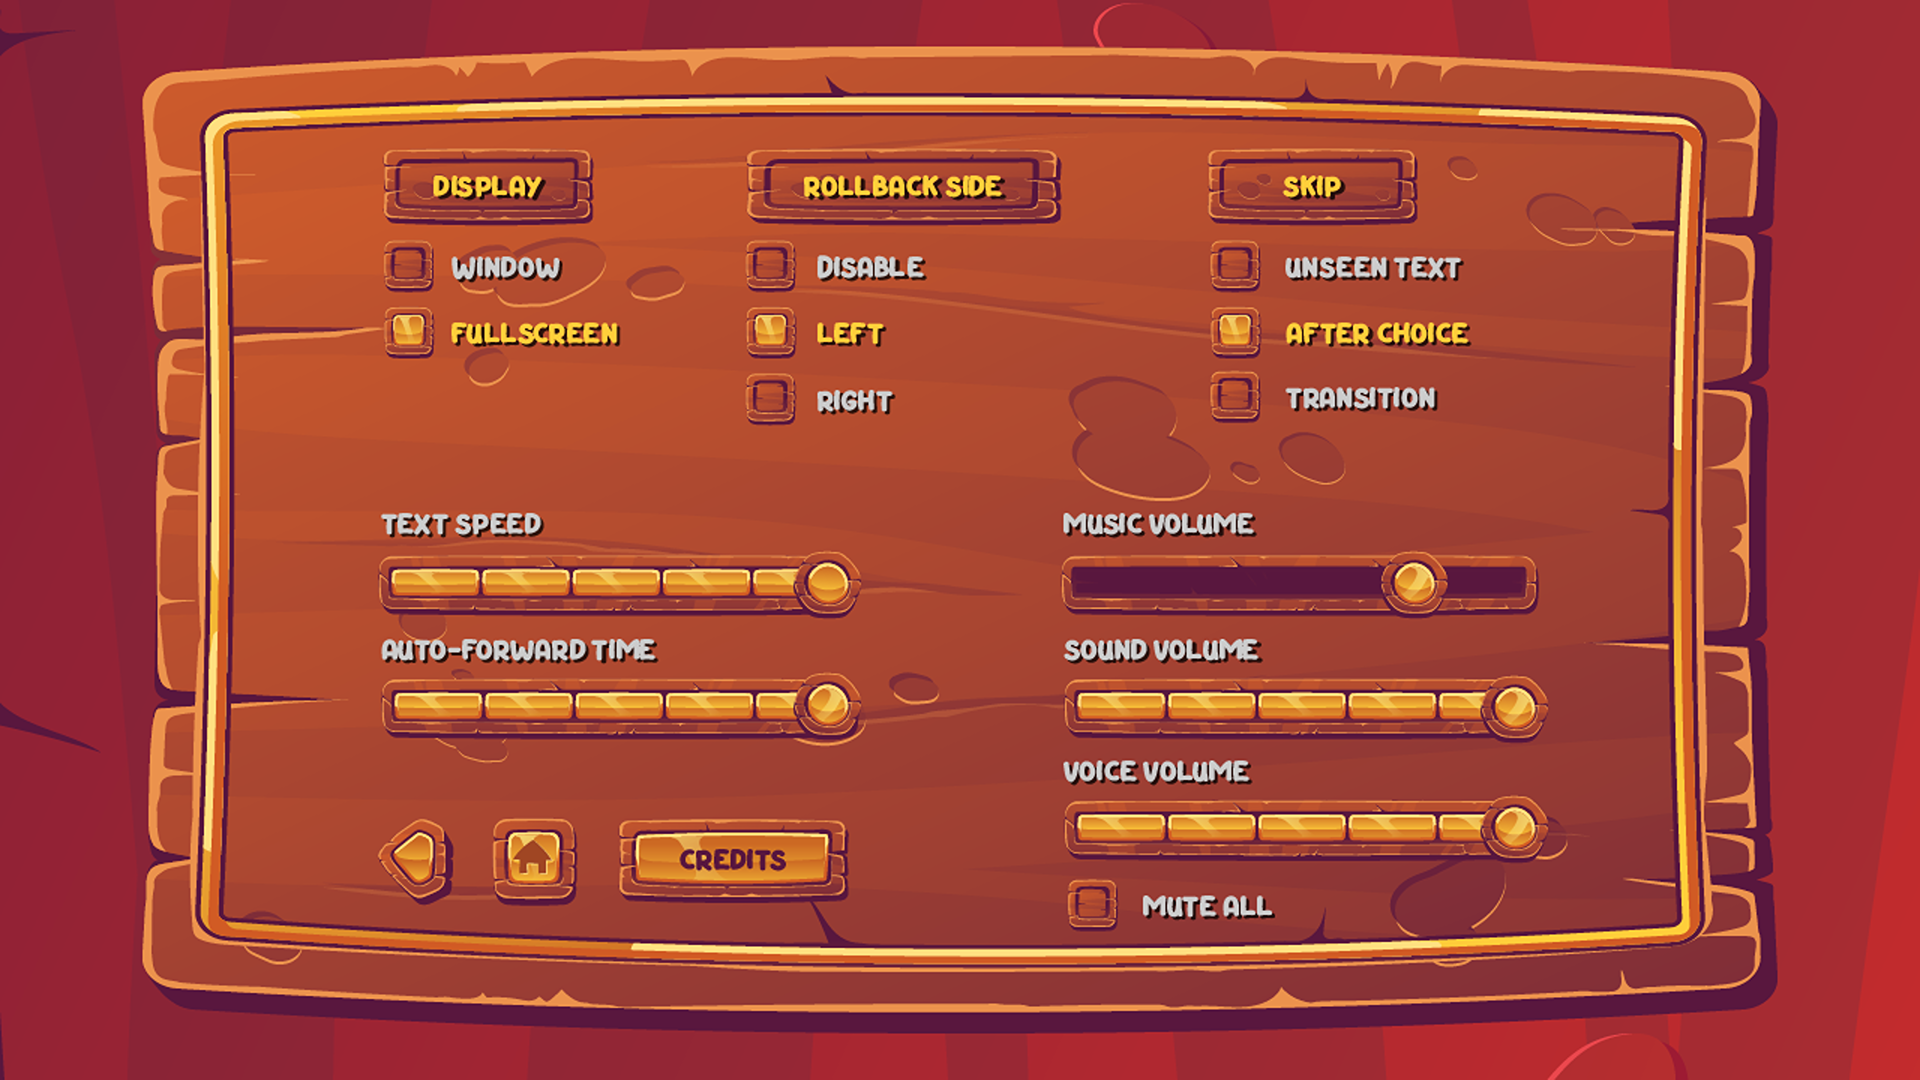 DISPLAY
WINDOW
FULLSCREEN
ROLLBACK SIDE
DISABLE
LEFT
RIGHT
SKIP
UNSEEN TEXT
AFTER CHOICE
TRANSITION
TEXT SPEED
AUTO-FORWARD TIME
MUSIC VOLUME
SOUND VOLUME
VOICE VOLUME
MUTE ALL
CREDITS